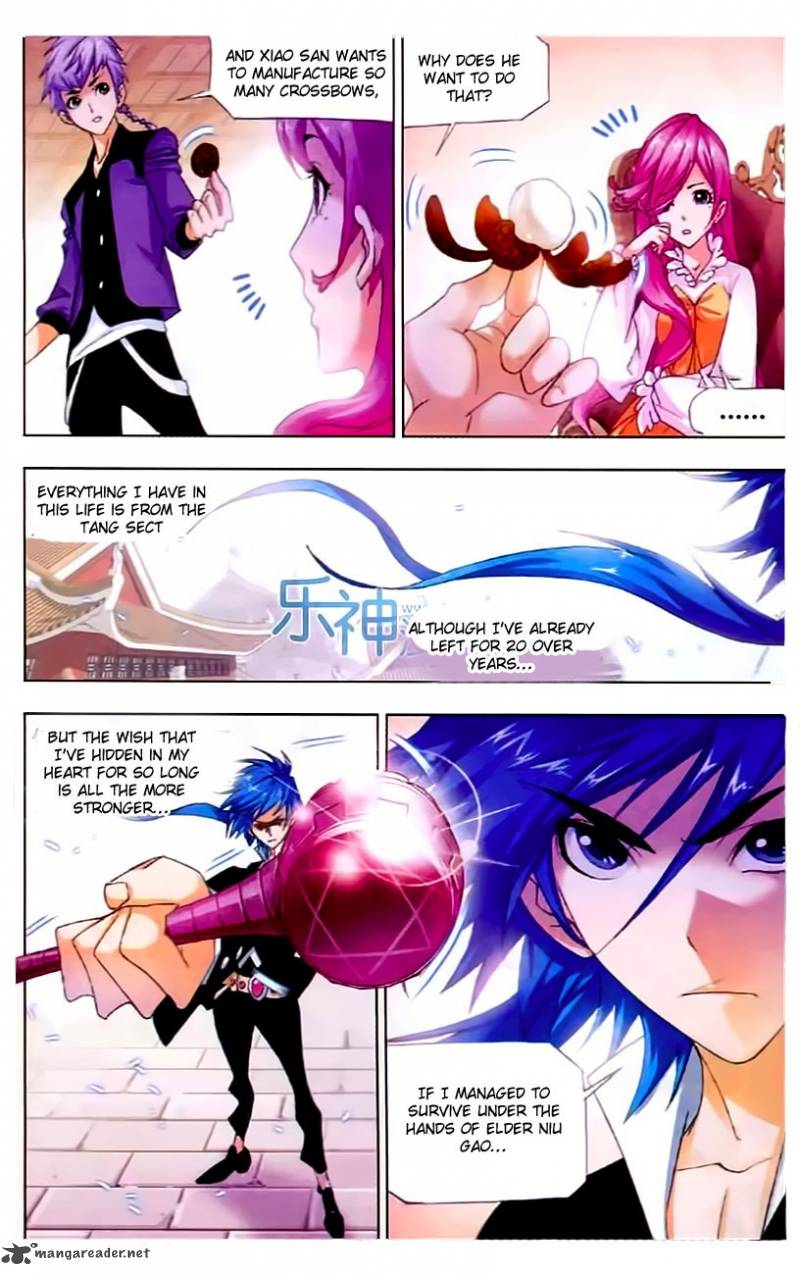 AND XIAO SAN WANTS
TO MANUFACTURE SO
MANY CROSSBOWS,
WHY DOES HE
WANT TO DO
THAT?
......
EVERYTHING I HAVE IN
THIS LIFE IS FROM THE
TANG SECT
乐神
ALTHOUGH I'VE ALREADY
LEFT FOR 20 OVER
YEARS...
BUT THE WISH THAT
I'VE HIDDEN IN MY
HEART FOR SO LONG
IS ALL THE MORE
STRONGER...
IF I MANAGED TO
SURVIVE UNDER THE
HANDS OF ELDER NIU
GAO...
mangareader.net